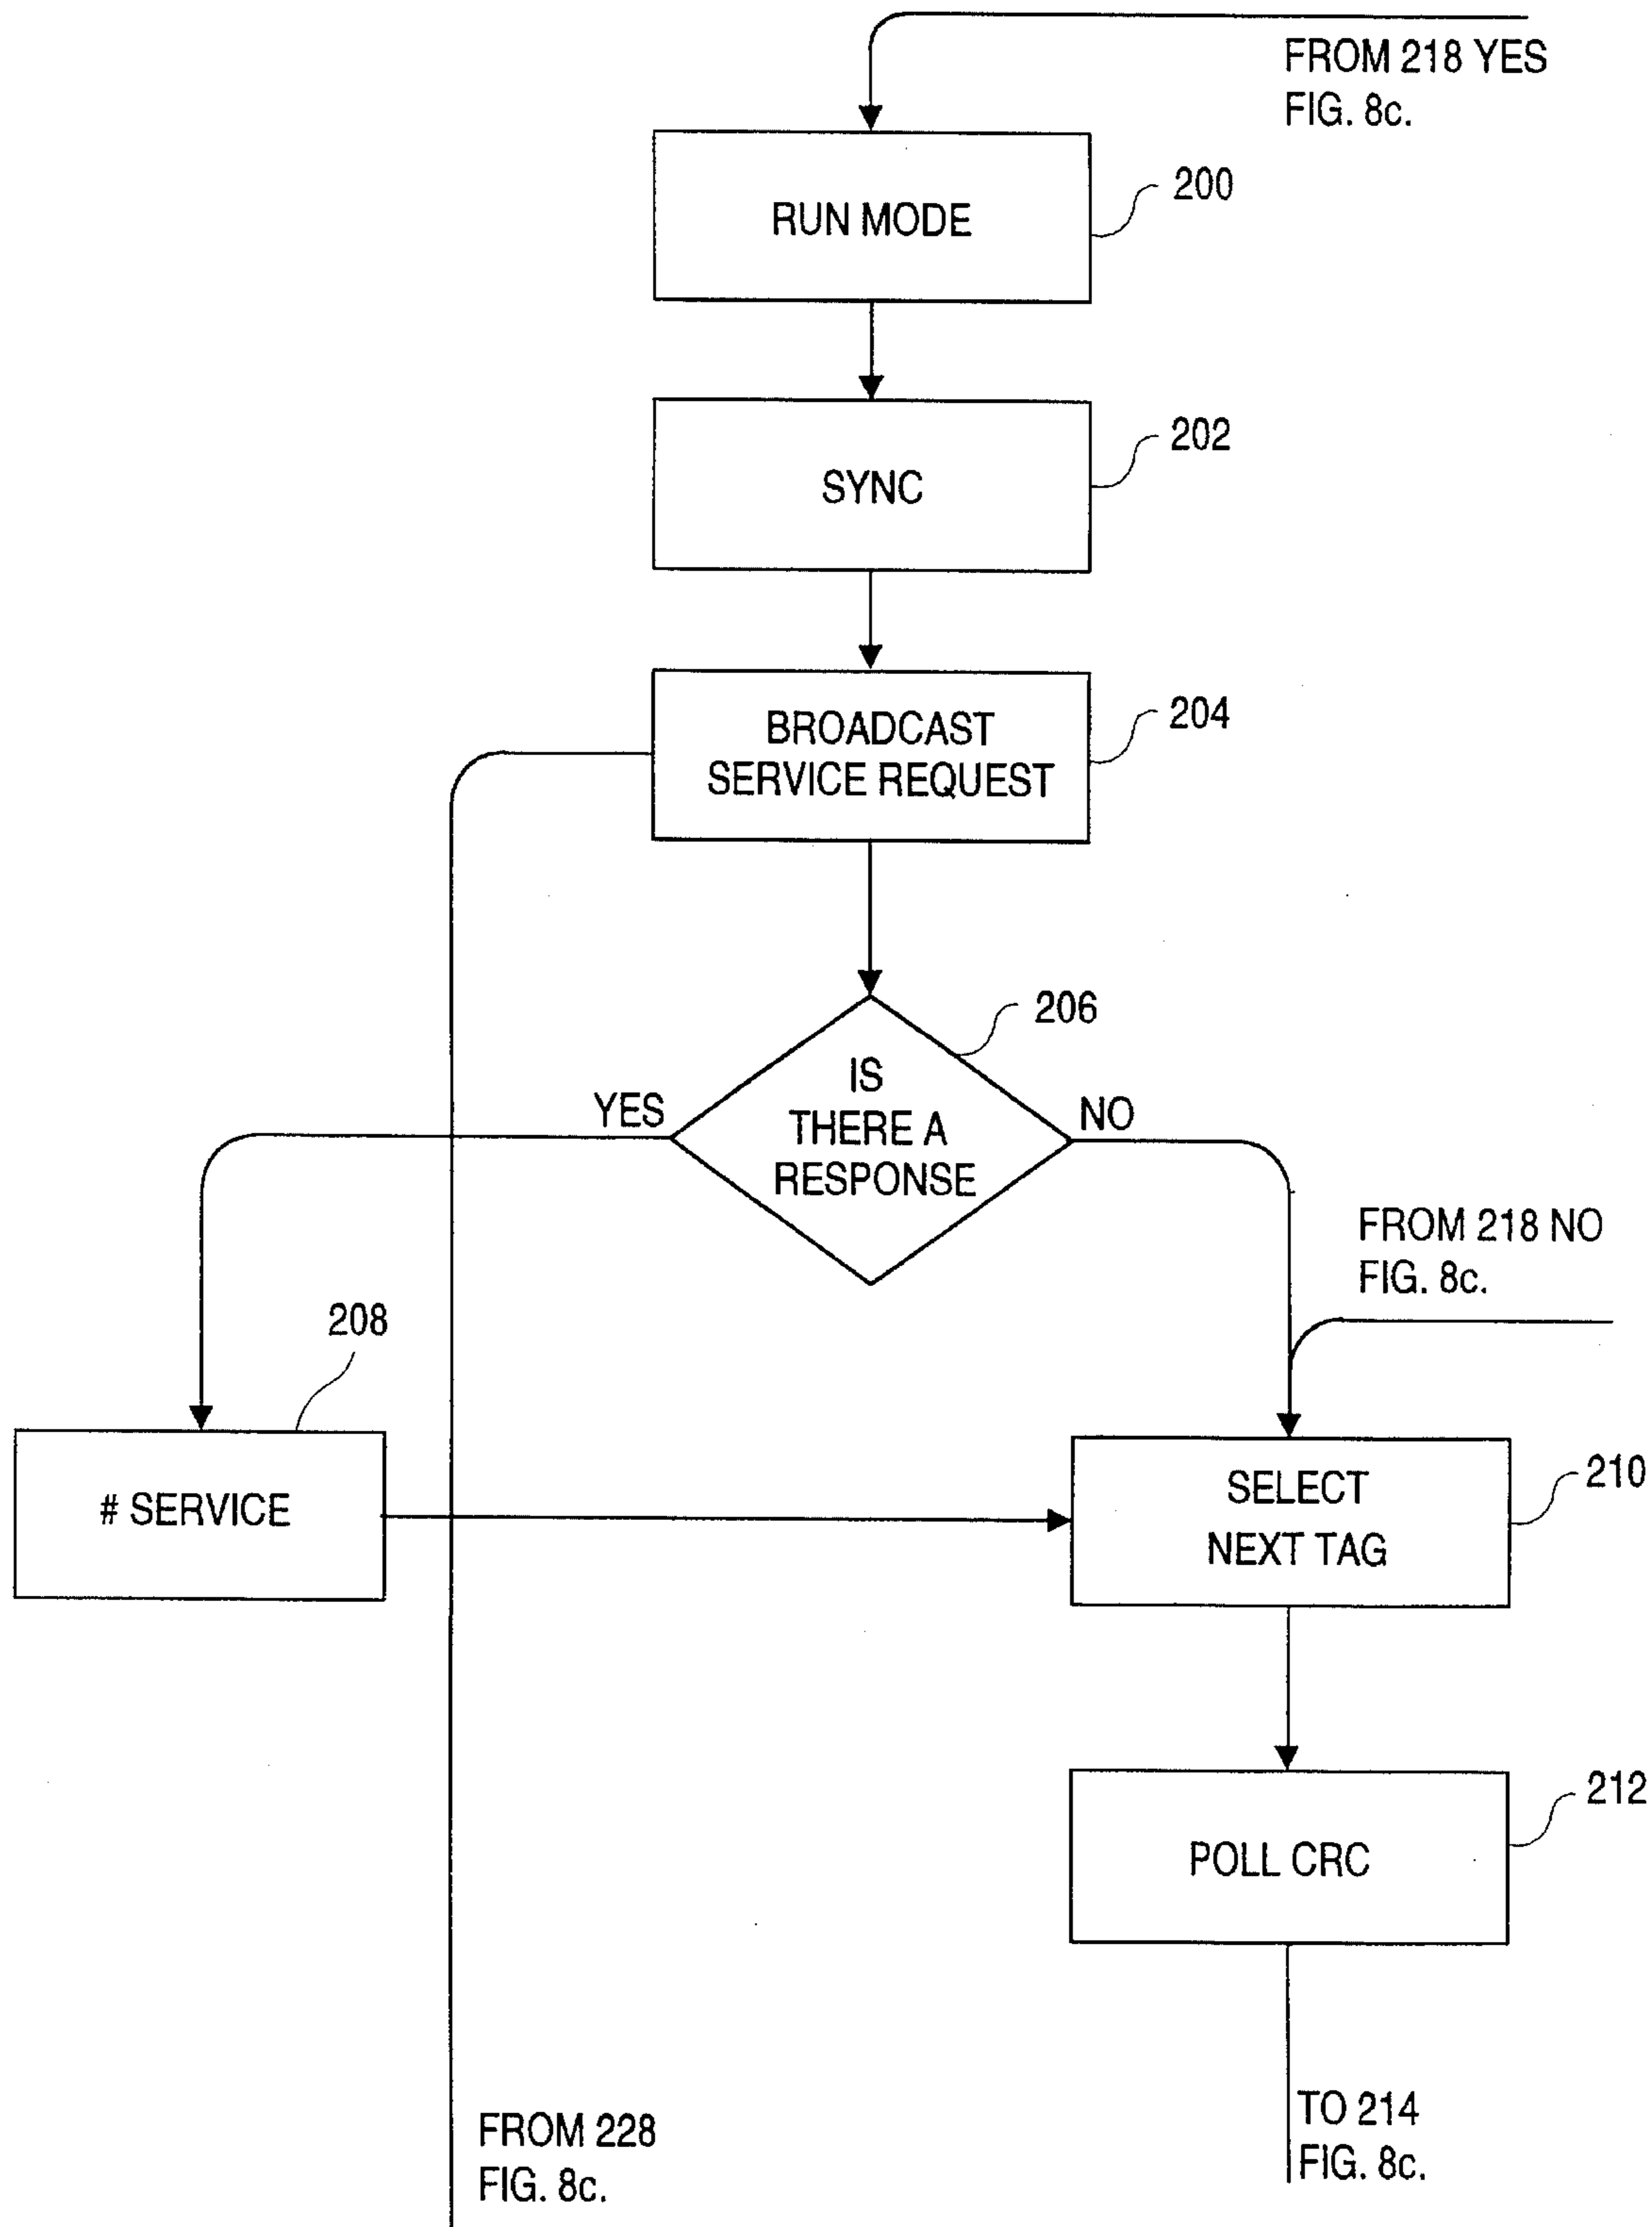 FROM 218 YES
FIG. 8c.
200
RUN MODE
202
SYNC
204
BROADCAST
SERVICE REQUEST
206
IS
THERE A
RESPONSE
YES
NO
FROM 218 NO
FIG. 8c.
208
# SERVICE
210
SELECT
NEXT TAG
212
POLL CRC
TO 214
FIG. 8c.
FROM 228
FIG. 8c.